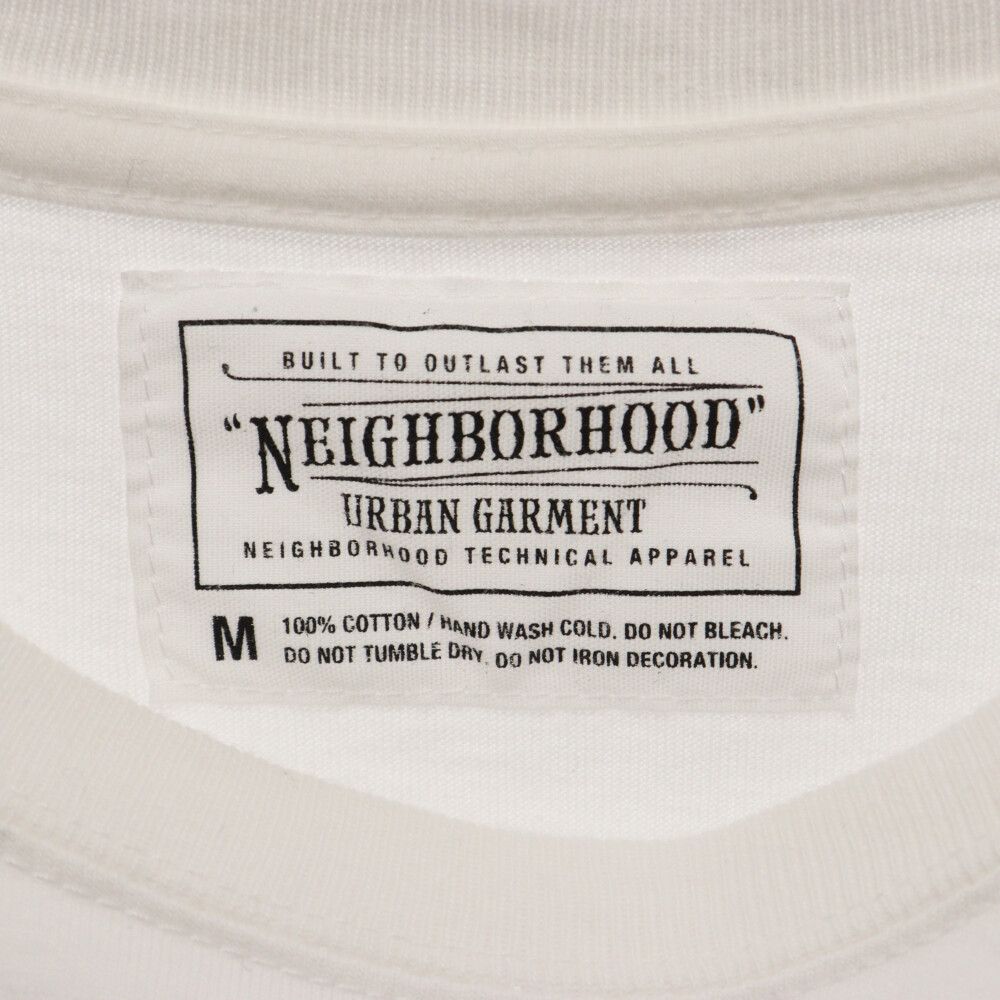 BUILT TO OUTLAST THEM ALL
"NEIGHBORHOOD"
URBAN GARMENT
NEIGHBORHOOD TECHNICAL APPAREL
M 100% COTTON / HAND WASH COLD. DO NOT BLEACH.
DO NOT TUMBLE DRY. DO NOT IRON DECORATION.